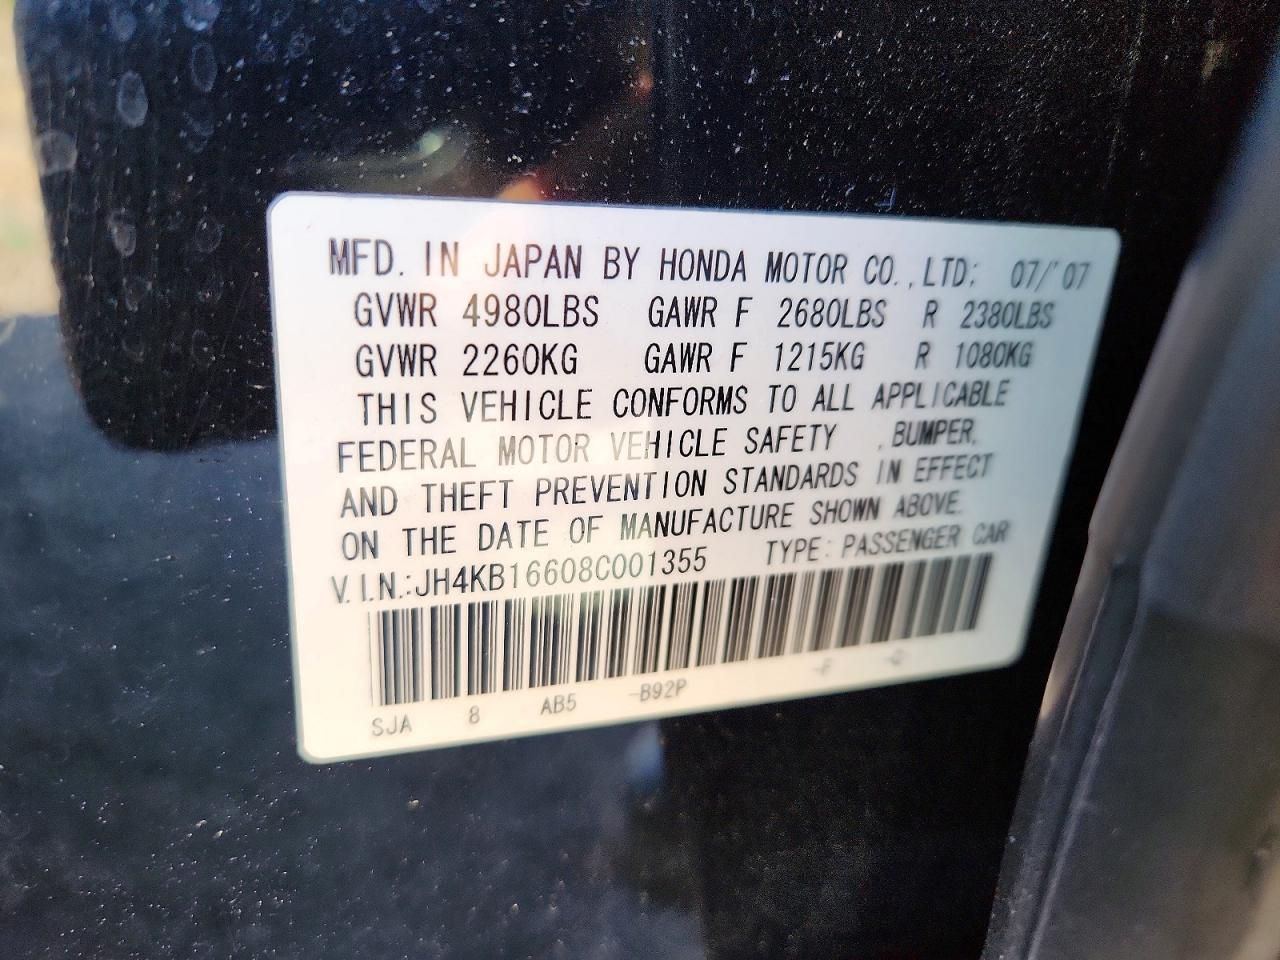 MFD. IN JAPAN BY HONDA MOTOR CO.,LTD; 07/'07
GVWR 4980LBS GAWR F 2680LBS R 2380LBS
GVWR 2260KG GAWR F 1215KG R 1080KG
THIS VEHICLE CONFORMS TO ALL APPLICABLE
FEDERAL MOTOR VEHICLE SAFETY ,BUMPER,
AND THEFT PREVENTION STANDARDS IN EFFECT
ON THE DATE OF MANUFACTURE SHOWN ABOVE.
V.I.N.:JH4KB16608C001355 TYPE: PASSENGER CAR
SJA 8 AB5 -B92P